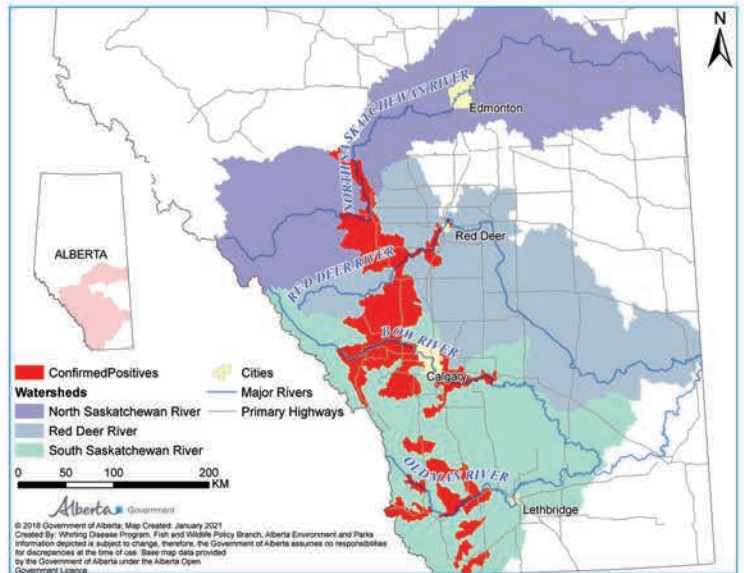 N
NORTH SASKATCHEWAN RIVER
Edmonton
RED DEER RIVER
Red Deer
ALBERTA
BOW RIVER
Calgary
OLDMAN RIVER
Lethbridge
ConfirmedPositives
Cities
Watersheds
Major Rivers
North Saskatchewan River
Primary Highways
Red Deer River
South Saskatchewan River
0 50 100 200
KM
Alberta Government
© 2018 Government of Alberta; Map Created: January 2021
Created By: Whirling Disease Program, Fish and Wildlife Policy Branch, Alberta Environment and Parks
Information depicted is subject to change, therefore, the Government of Alberta assumes no responsibilities
for discrepancies at the time of use. Base map data provided
by the Government of Alberta under the Alberta Open
Government Licence.